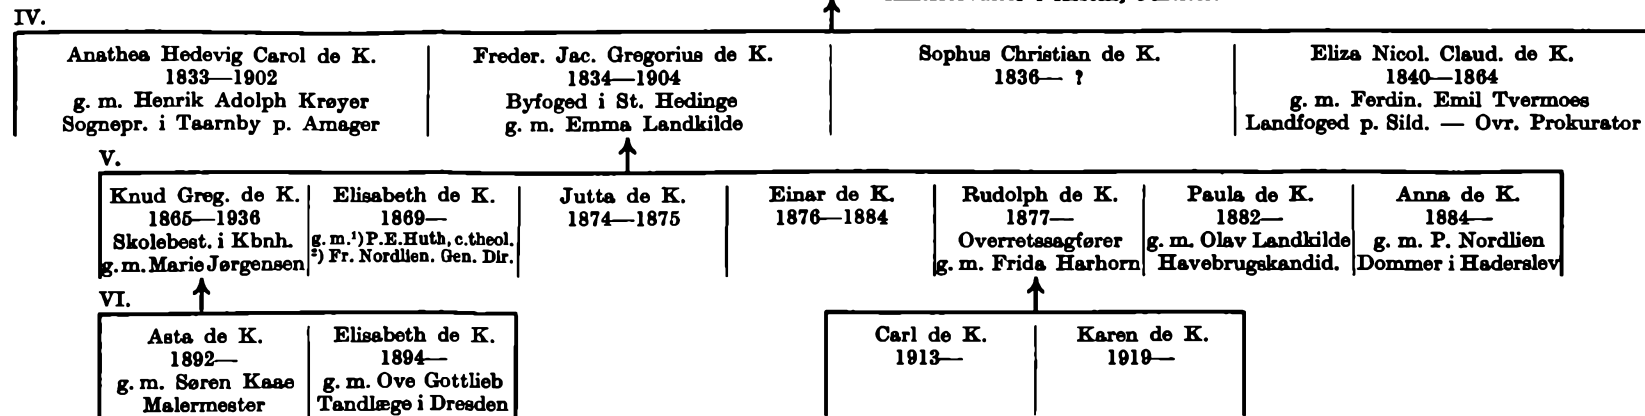 IV.
Anathea Hedevig Carol de K.
1833—1902
g. m. Henrik Adolph Krøyer
Sognepr. i Taarnby p. Amager
Freder. Jac. Gregorius de K.
1834—1904
Byfoged i St. Hedinge
g. m. Emma Landkilde
Sophus Christian de K.
1836— ?
Eliza Nicol. Claud. de K.
1840—1864
g. m. Ferdin. Emil Tvermoes
Landfoged p. Sild. — Ovr. Prokurator
V.
Knud Greg. de K.
1865—1936
Skolebest. i Kbnh.
g. m. Marie Jørgensen
Elisabeth de K.
1869—
g. m.¹) P.E.Huth, c.theol.
²) Fr. Nordlien. Gen. Dir.
Jutta de K.
1874—1875
Einar de K.
1876—1884
Rudolph de K.
1877—
Overretssagfører
g. m. Frida Harhorn
Paula de K.
1882—
g. m. Olav Landkilde
Havebrugskandid.
Anna de K.
1884—
g. m. P. Nordlien
Dommer i Haderslev
VI.
Asta de K.
1892—
g. m. Søren Kaae
Malermester
Elisabeth de K.
1894—
g. m. Ove Gottlieb
Tandlæge i Dresden
Carl de K.
1913—
Karen de K.
1919—